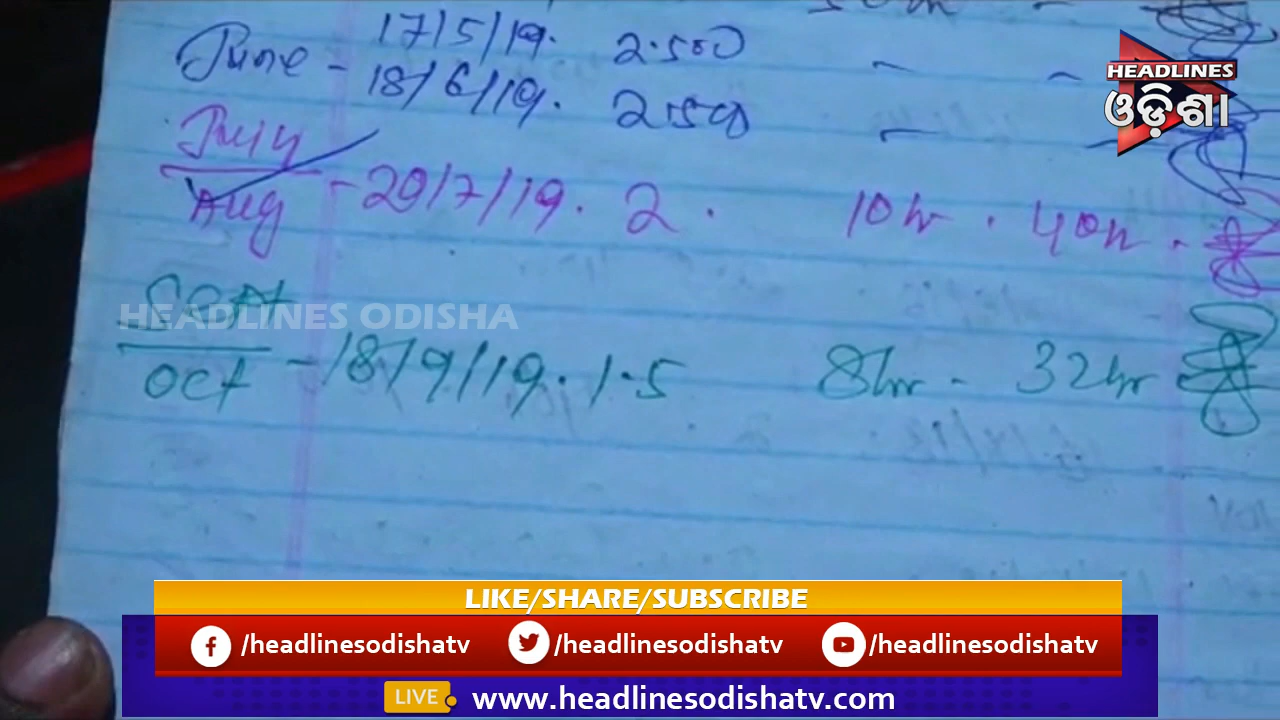 17/5/19. 2.500
June - 18/6/19. 2.500
July
Aug - 20/7/19. 2. 10hr . 40hr .
Sept
Oct - 18/9/19. 1.5 8hr - 32hr
HEADLINES
ଓଡ଼ିଶା
HEADLINES ODISHA
LIKE/SHARE/SUBSCRIBE
/headlinesodishatv /headlinesodishatv /headlinesodishatv
LIVE www.headlinesodishatv.com